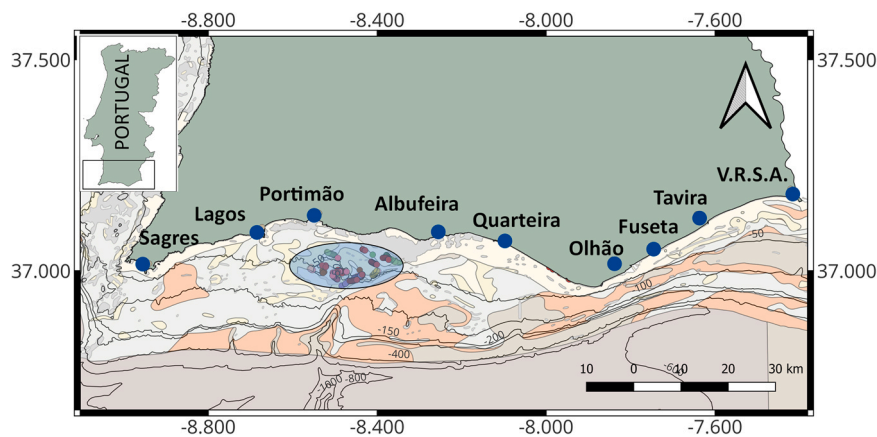 -8.800 -8.400 -8.000 -7.600
37.500 37.500
PORTUGAL
V.R.S.A.
Portimão
Tavira
Albufeira
Lagos
Quarteira
Fuseta
Sagres
Olhão
-50
37.000 37.000
-100
-150
-200
-400
-1000 -800
10 0 10 20 30 km
-8.800 -8.400 -8.000 -7.600